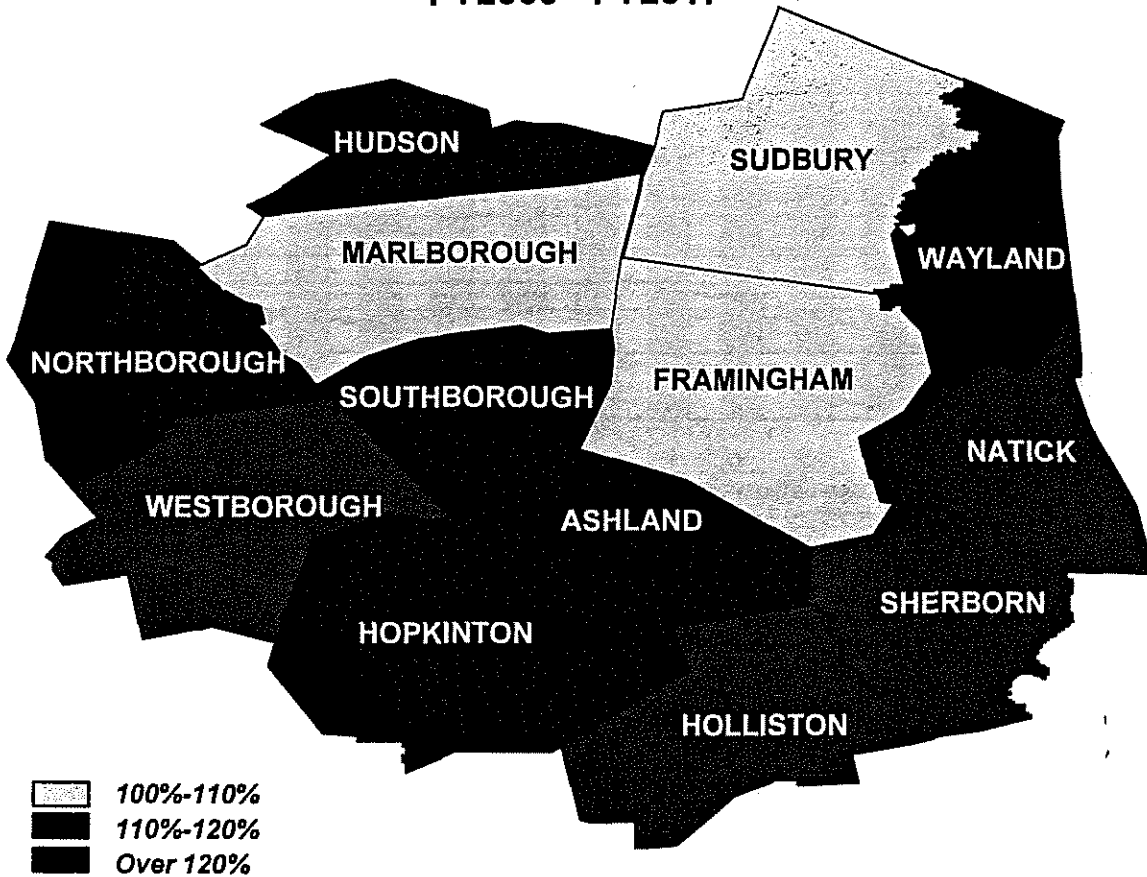 HUDSON
SUDBURY
MARLBOROUGH
WAYLAND
NORTHBOROUGH
SOUTHBOROUGH
FRAMINGHAM
NATICK
WESTBOROUGH
ASHLAND
SHERBORN
HOPKINTON
HOLLISTON
100%-110%
110%-120%
Over 120%